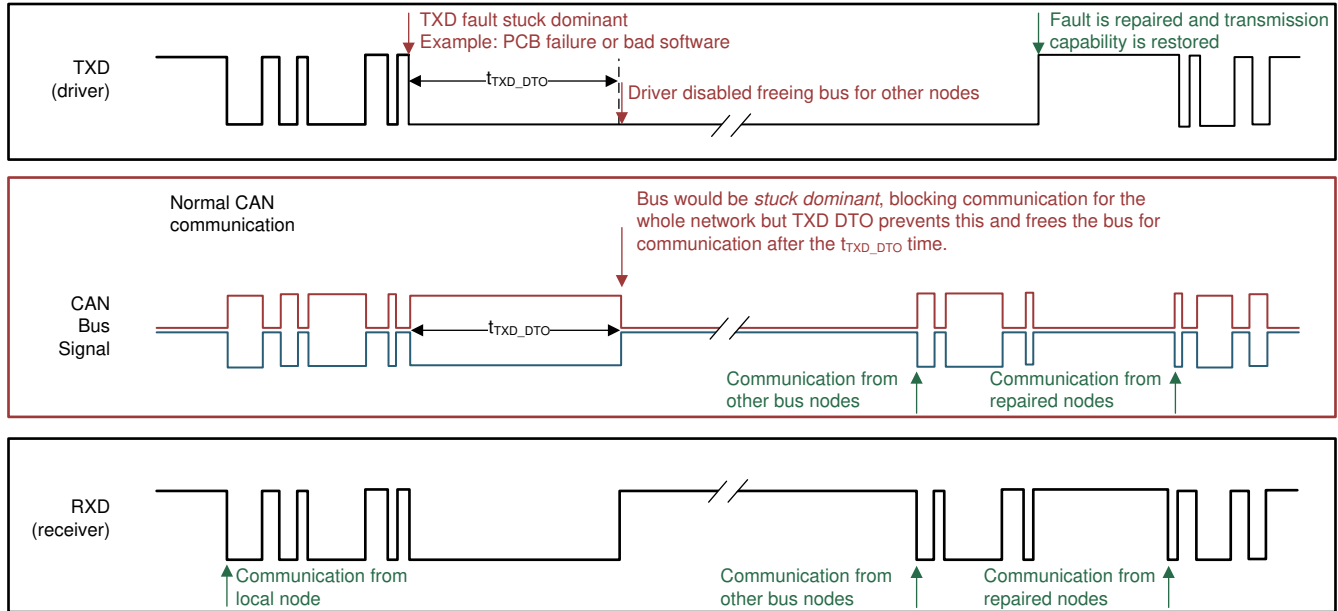 TXD
(driver)
TXD fault stuck dominant
Example: PCB failure or bad software
tTXD_DTO
Driver disabled freeing bus for other nodes
Fault is repaired and transmission
capability is restored
Normal CAN
communication
Bus would be stuck dominant, blocking communication for the
whole network but TXD DTO prevents this and frees the bus for
communication after the tTXD_DTO time.
CAN
Bus
Signal
tTXD_DTO
Communication from
other bus nodes
Communication from
repaired nodes
RXD
(receiver)
Communication from
local node
Communication from
other bus nodes
Communication from
repaired nodes